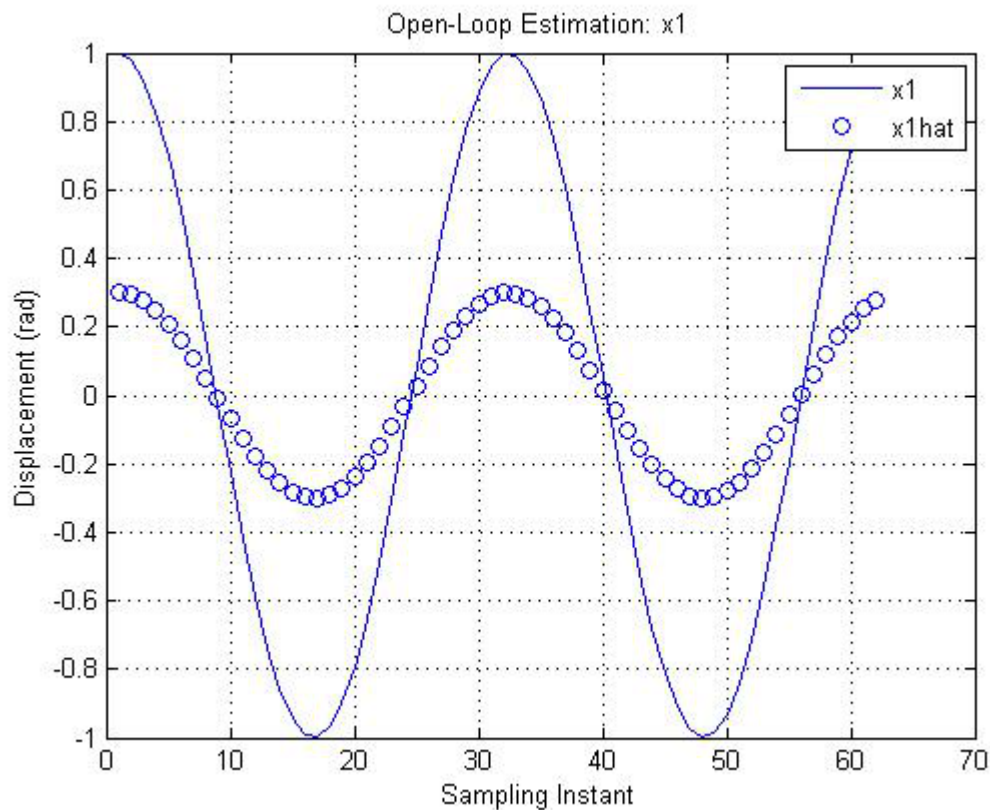 Open-Loop Estimation: x1
x1
x1hat
1
0.8
0.6
0.4
0.2
0
-0.2
-0.4
-0.6
-0.8
-1
Displacement (rad)
0 10 20 30 40 50 60 70
Sampling Instant